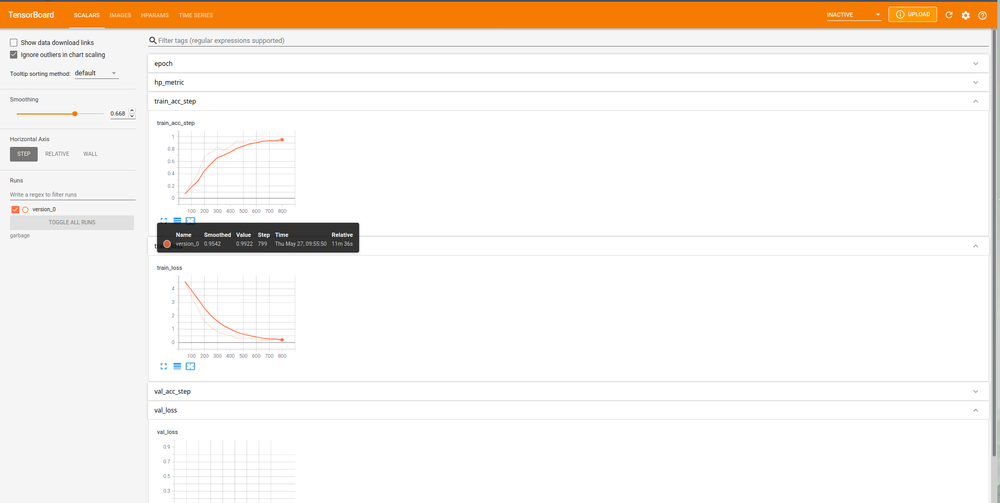 TensorBoard SCALARS IMAGES HPARAMS TIME SERIES INACTIVE UPLOAD
Show data download links
Ignore outliers in chart scaling
Tooltip sorting method: default
Smoothing
0.668
Horizontal Axis
STEP RELATIVE WALL
Runs
Write a regex to filter runs
version_0
TOGGLE ALL RUNS
garbage
Filter tags (regular expressions supported)
epoch
hp_metric
train_acc_step
train_acc_step
1
0.8
0.6
0.4
0.2
0
100 200 300 400 500 600 700 800
Name Smoothed Value Step Time Relative
version_0 0.9542 0.9922 799 Thu May 27, 09:55:50 11m 36s
train_loss
train_loss
4
3
2
1
0
100 200 300 400 500 600 700 800
val_acc_step
val_loss
val_loss
0.9
0.7
0.5
0.3